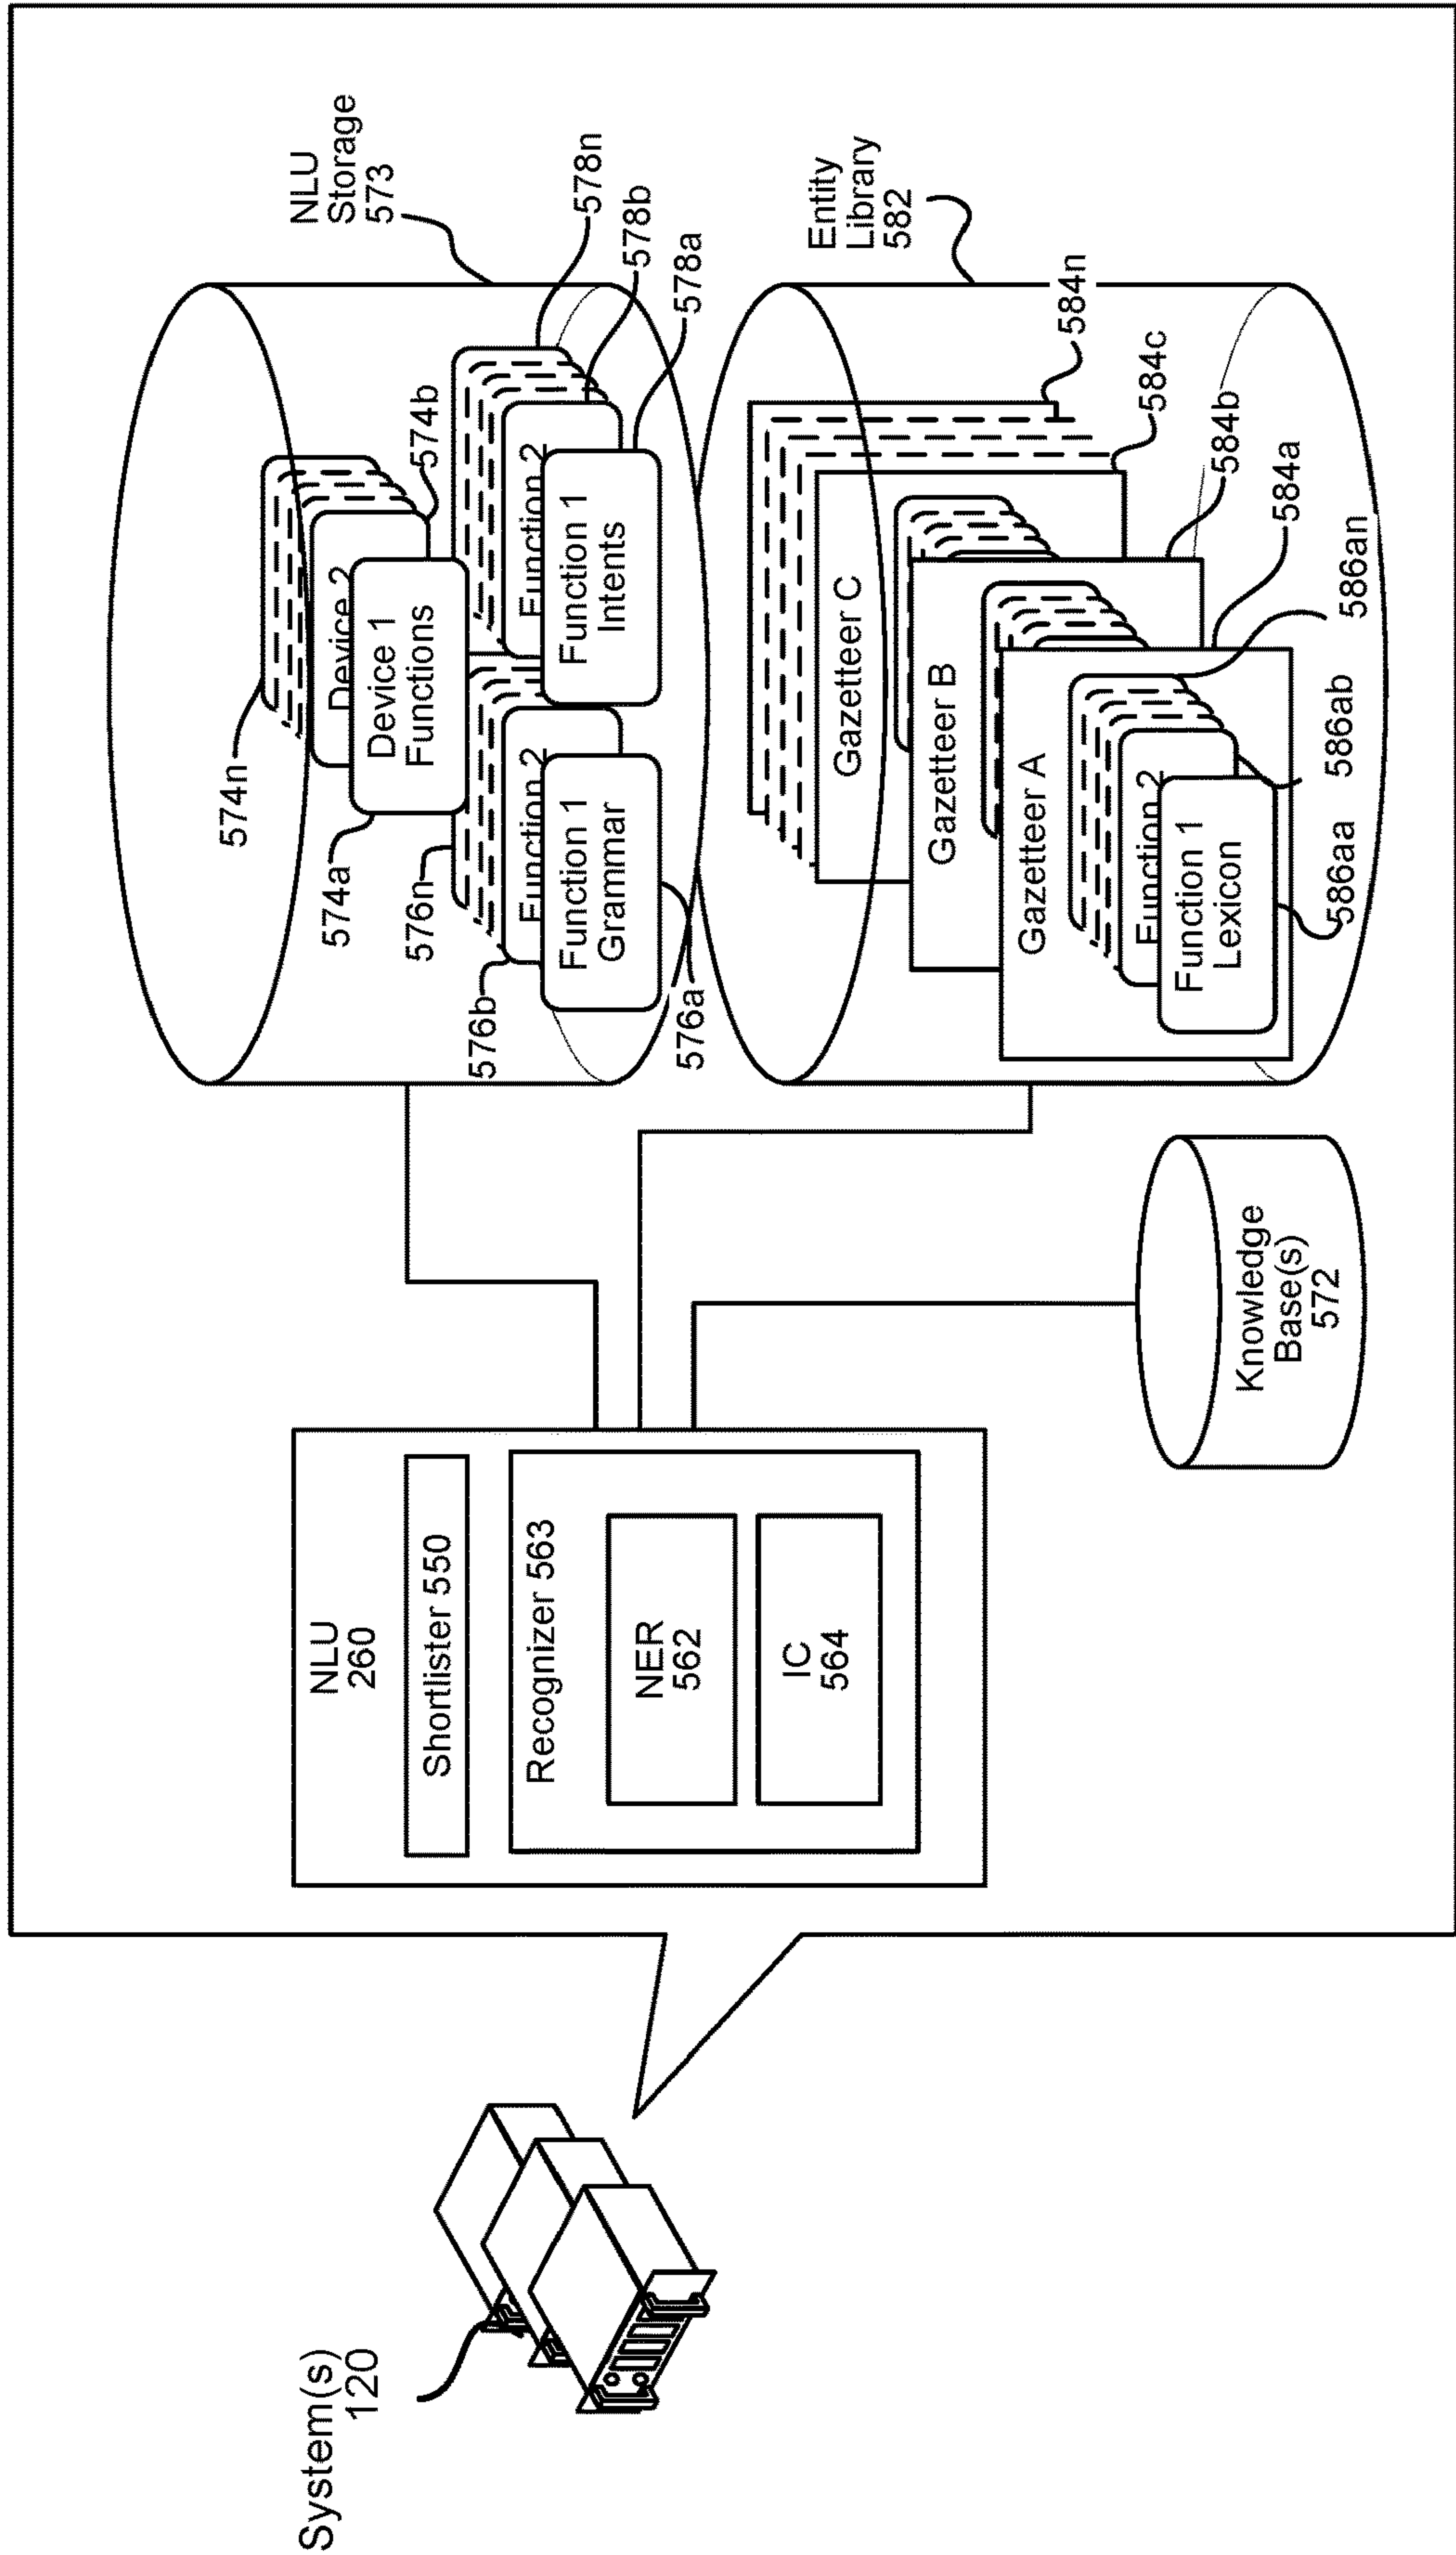 System(s)
120
NLU
260
Shortlister 550
Recognizer 563
NER
562
IC
564
Knowledge
Base(s)
572
NLU
Storage
573
574n
574a
574b
Device 2
Device 1
Functions
576n
576b
576a
Function 2
Function 1
Grammar
578n
578b
578a
Function 2
Function 1
Intents
Entity
Library
582
584n
584c
584b
584a
Gazetteer C
Gazetteer B
Gazetteer A
Function 2
Function 1
Lexicon
586an
586ab
586aa